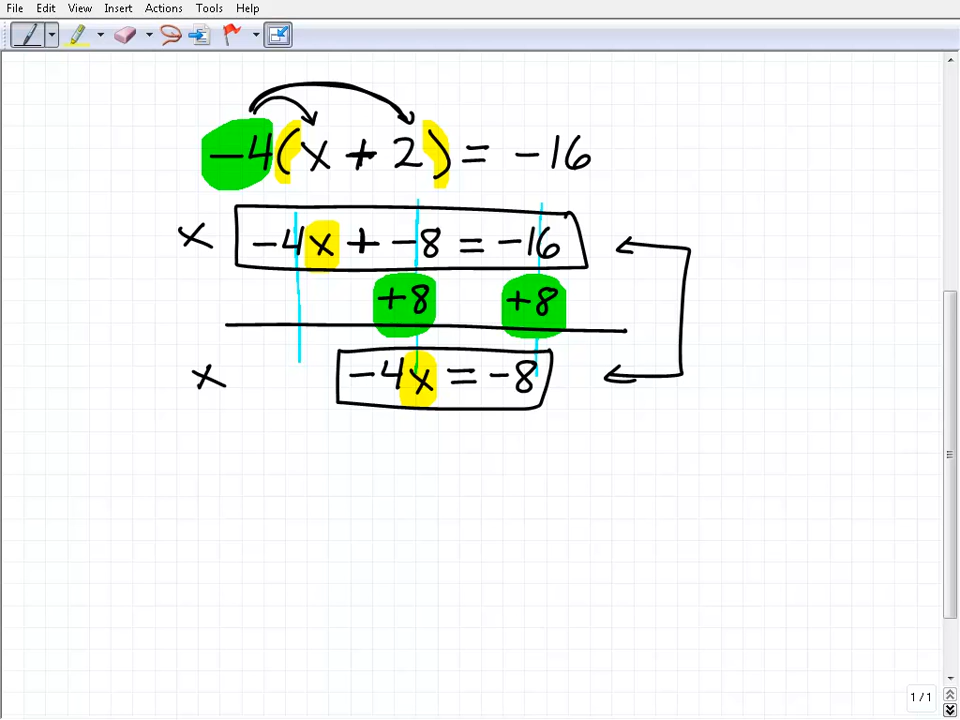 File Edit View Insert Actions Tools Help
-4(x + 2) = -16
x -4x + -8 = -16
+8 +8
x -4x = -8
1/1